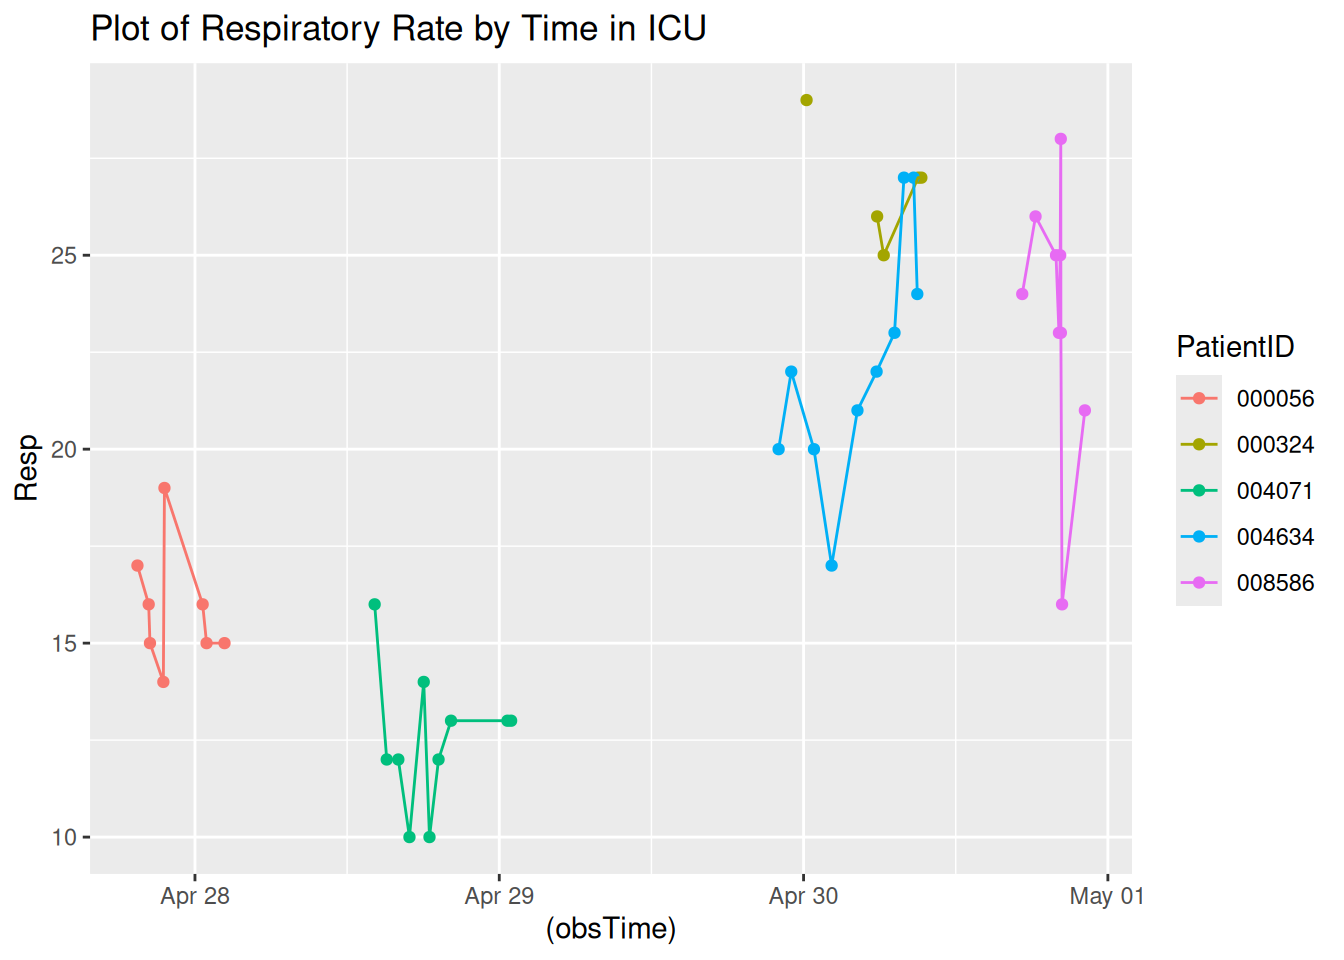 Plot of Respiratory Rate by Time in ICU
Resp
25
20
15
10
Apr 28
Apr 29
Apr 30
May 01
(obsTime)
PatientID
000056
000324
004071
004634
008586